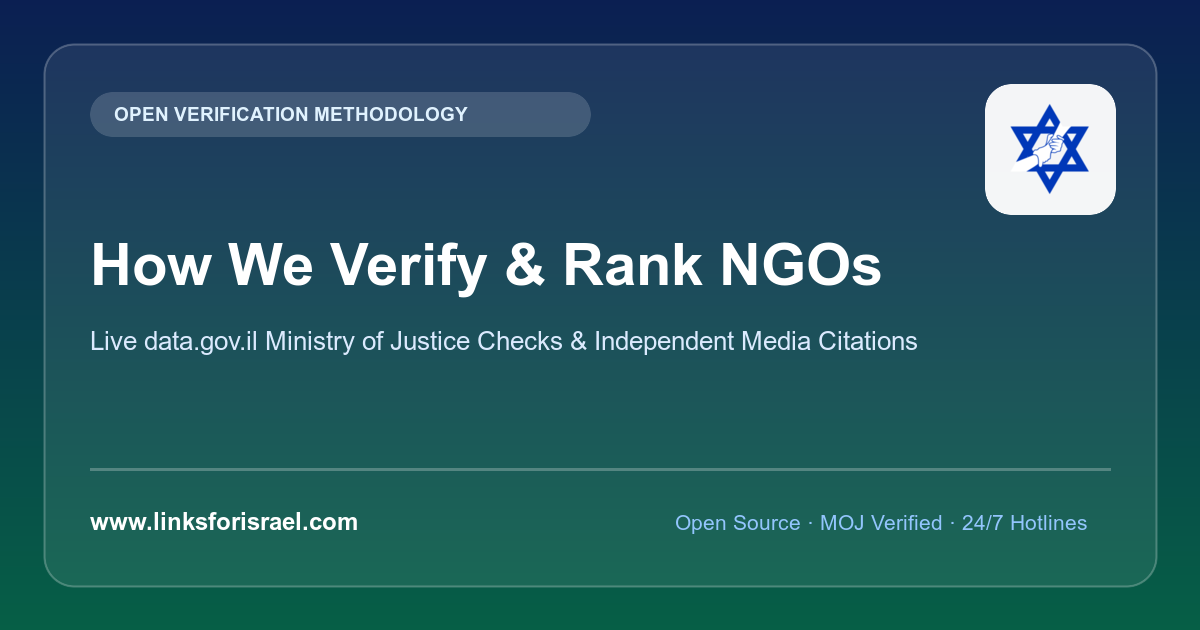 OPEN VERIFICATION METHODOLOGY
How We Verify & Rank NGOs
Live data.gov.il Ministry of Justice Checks & Independent Media Citations
www.linksforisrael.com
Open Source · MOJ Verified · 24/7 Hotlines